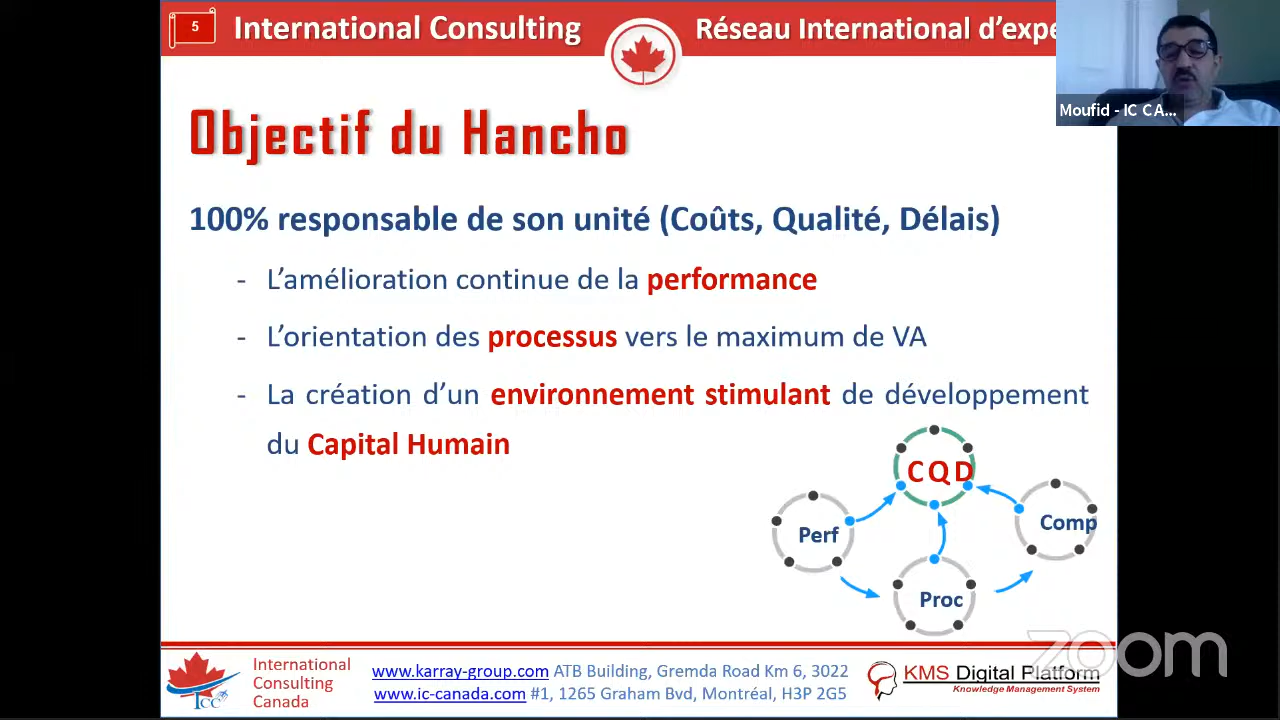 5
International Consulting
Réseau International d'expe
Moufid - IC CA...
Objectif du Hancho
100% responsable de son unité (Coûts, Qualité, Délais)
- L'amélioration continue de la performance
- L'orientation des processus vers le maximum de VA
- La création d'un environnement stimulant de développement
du Capital Humain
CQD
Perf
Comp
Proc
zoom
International
Consulting
Canada
ICC
www.karray-group.com ATB Building, Gremda Road Km 6, 3022
www.ic-canada.com #1, 1265 Graham Bvd, Montréal, H3P 2G5
KMS Digital Platform
Knowledge Management System